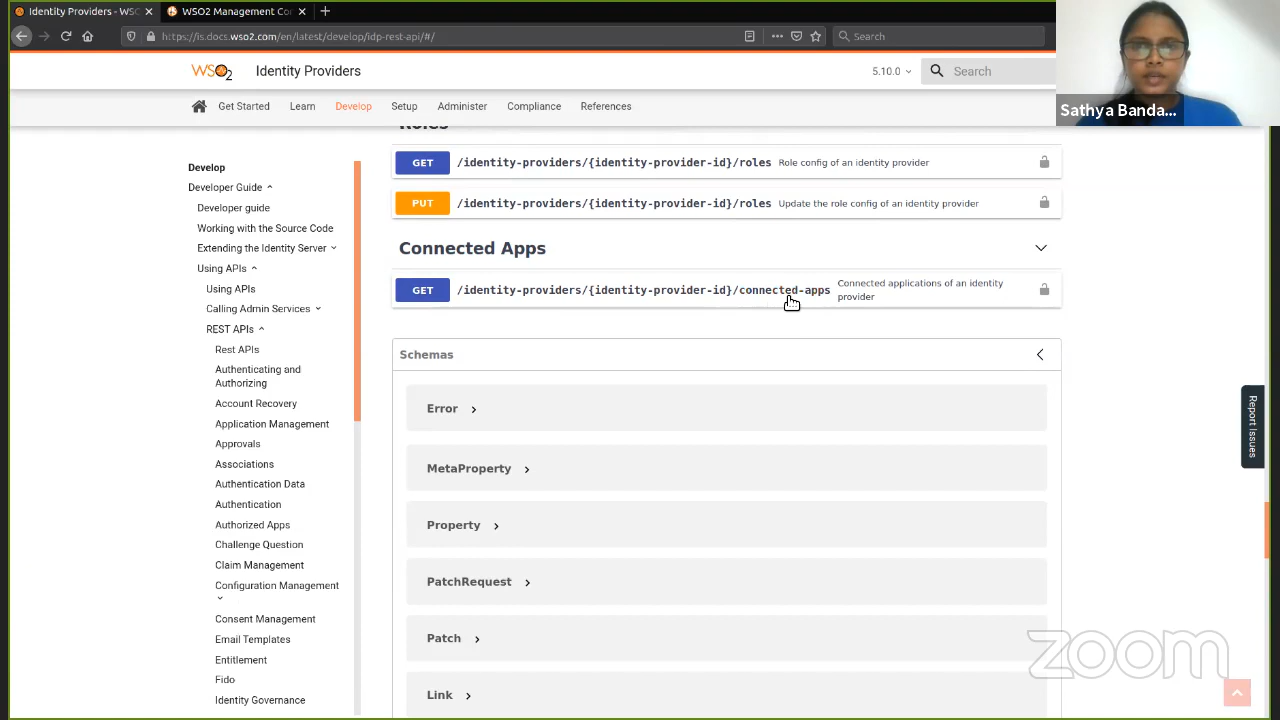 Identity Providers - WSO
WSO2 Management Co
https://is.docs.wso2.com/en/latest/develop/idp-rest-api/#/
Search
WSO2
Identity Providers
5.10.0
Search
Get Started
Learn
Develop
Setup
Administer
Compliance
References
Sathya Banda...
Develop
Developer Guide
Developer guide
Working with the Source Code
Extending the Identity Server
Using APIs
Using APIs
Calling Admin Services
REST APIs
Rest APIs
Authenticating and
Authorizing
Account Recovery
Application Management
Approvals
Associations
Authentication Data
Authentication
Authorized Apps
Challenge Question
Claim Management
Configuration Management
Consent Management
Email Templates
Entitlement
Fido
Identity Governance
Roles
GET /identity-providers/{identity-provider-id}/roles Role config of an identity provider
PUT /identity-providers/{identity-provider-id}/roles Update the role config of an identity provider
Connected Apps
GET /identity-providers/{identity-provider-id}/connected-apps Connected applications of an identity
provider
Schemas
Error
MetaProperty
Property
PatchRequest
Patch
Link
Report Issues
zoom